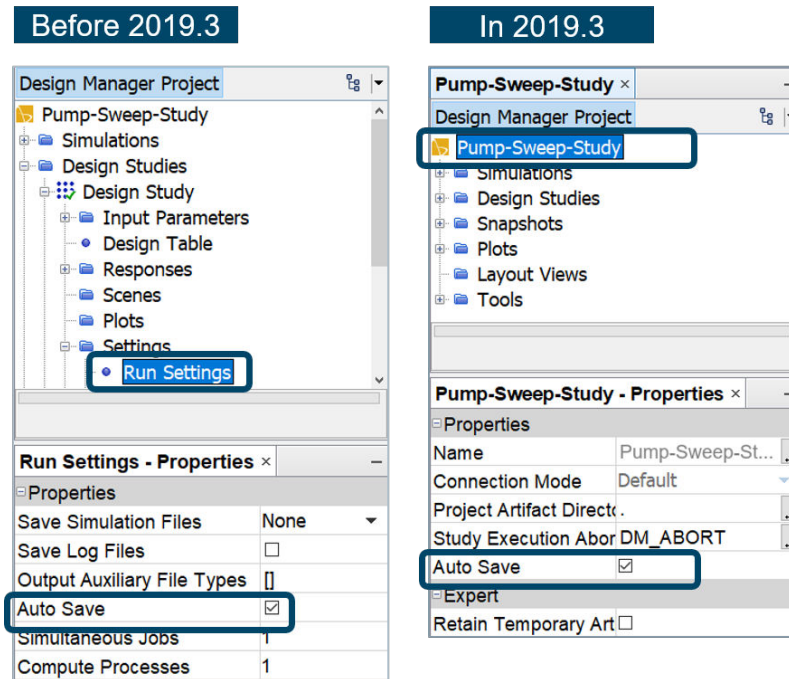 Before 2019.3
Design Manager Project
Pump-Sweep-Study
Simulations
Design Studies
Design Study
Input Parameters
Design Table
Responses
Scenes
Plots
Settings
Run Settings
Run Settings - Properties ×
Properties
Save Simulation Files None
Save Log Files
Output Auxiliary File Types []
Auto Save
Simultaneous Jobs 1
Compute Processes 1
In 2019.3
Pump-Sweep-Study ×
Design Manager Project
Pump-Sweep-Study
Simulations
Design Studies
Snapshots
Plots
Layout Views
Tools
Pump-Sweep-Study - Properties ×
Properties
Name Pump-Sweep-St...
Connection Mode Default
Project Artifact Directo .
Study Execution Abor DM_ABORT
Auto Save
Expert
Retain Temporary Art